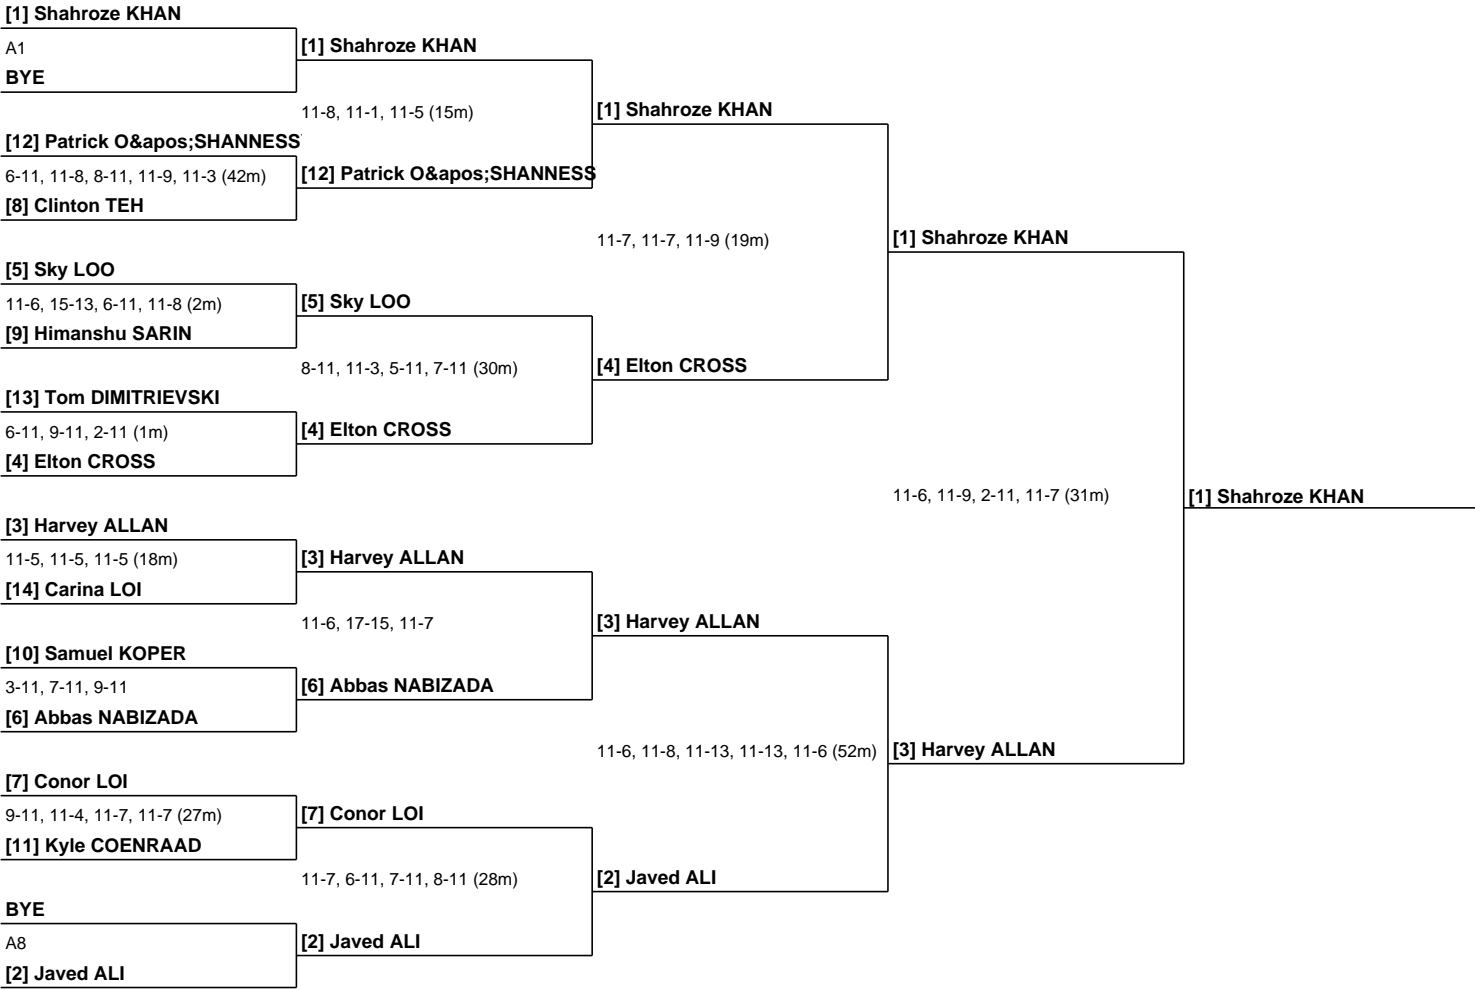 [1] Shahroze KHAN
A1
BYE
[12] Patrick O&apos;SHANNESS
6-11, 11-8, 8-11, 11-9, 11-3 (42m)
[8] Clinton TEH
[5] Sky LOO
11-6, 15-13, 6-11, 11-8 (2m)
[9] Himanshu SARIN
[13] Tom DIMITRIEVSKI
6-11, 9-11, 2-11 (1m)
[4] Elton CROSS
[3] Harvey ALLAN
11-5, 11-5, 11-5 (18m)
[14] Carina LOI
[10] Samuel KOPER
3-11, 7-11, 9-11
[6] Abbas NABIZADA
[7] Conor LOI
9-11, 11-4, 11-7, 11-7 (27m)
[11] Kyle COENRAAD
BYE
A8
[2] Javed ALI
[1] Shahroze KHAN
11-8, 11-1, 11-5 (15m)
[12] Patrick O&apos;SHANNESS
[5] Sky LOO
8-11, 11-3, 5-11, 7-11 (30m)
[4] Elton CROSS
[3] Harvey ALLAN
11-6, 17-15, 11-7
[6] Abbas NABIZADA
[7] Conor LOI
11-7, 6-11, 7-11, 8-11 (28m)
[2] Javed ALI
[1] Shahroze KHAN
11-7, 11-7, 11-9 (19m)
[4] Elton CROSS
[3] Harvey ALLAN
11-6, 11-8, 11-13, 11-13, 11-6 (52m)
[2] Javed ALI
[1] Shahroze KHAN
11-6, 11-9, 2-11, 11-7 (31m)
[3] Harvey ALLAN
[1] Shahroze KHAN